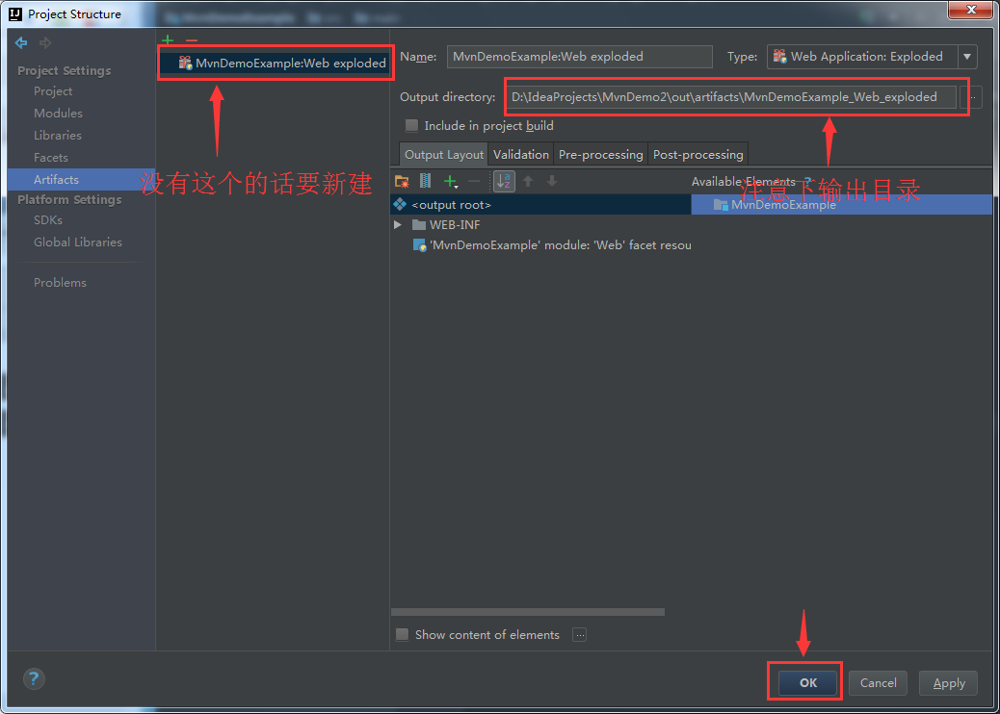 Project Structure
Project Settings
Project
Modules
Libraries
Facets
Artifacts
Platform Settings
SDKs
Global Libraries
Problems
MvnDemoExample:Web exploded
没有这个的话要新建
Name: MvnDemoExample:Web exploded Type: Web Application: Exploded
Output directory: D:\IdeaProjects\MvnDemo2\out\artifacts\MvnDemoExample_Web_exploded ...
Include in project build
Output Layout Validation Pre-processing Post-processing
Available Elements ?
注意下输出目录
<output root>
MvnDemoExample
WEB-INF
'MvnDemoExample' module: 'Web' facet resou
Show content of elements ...
? OK Cancel Apply